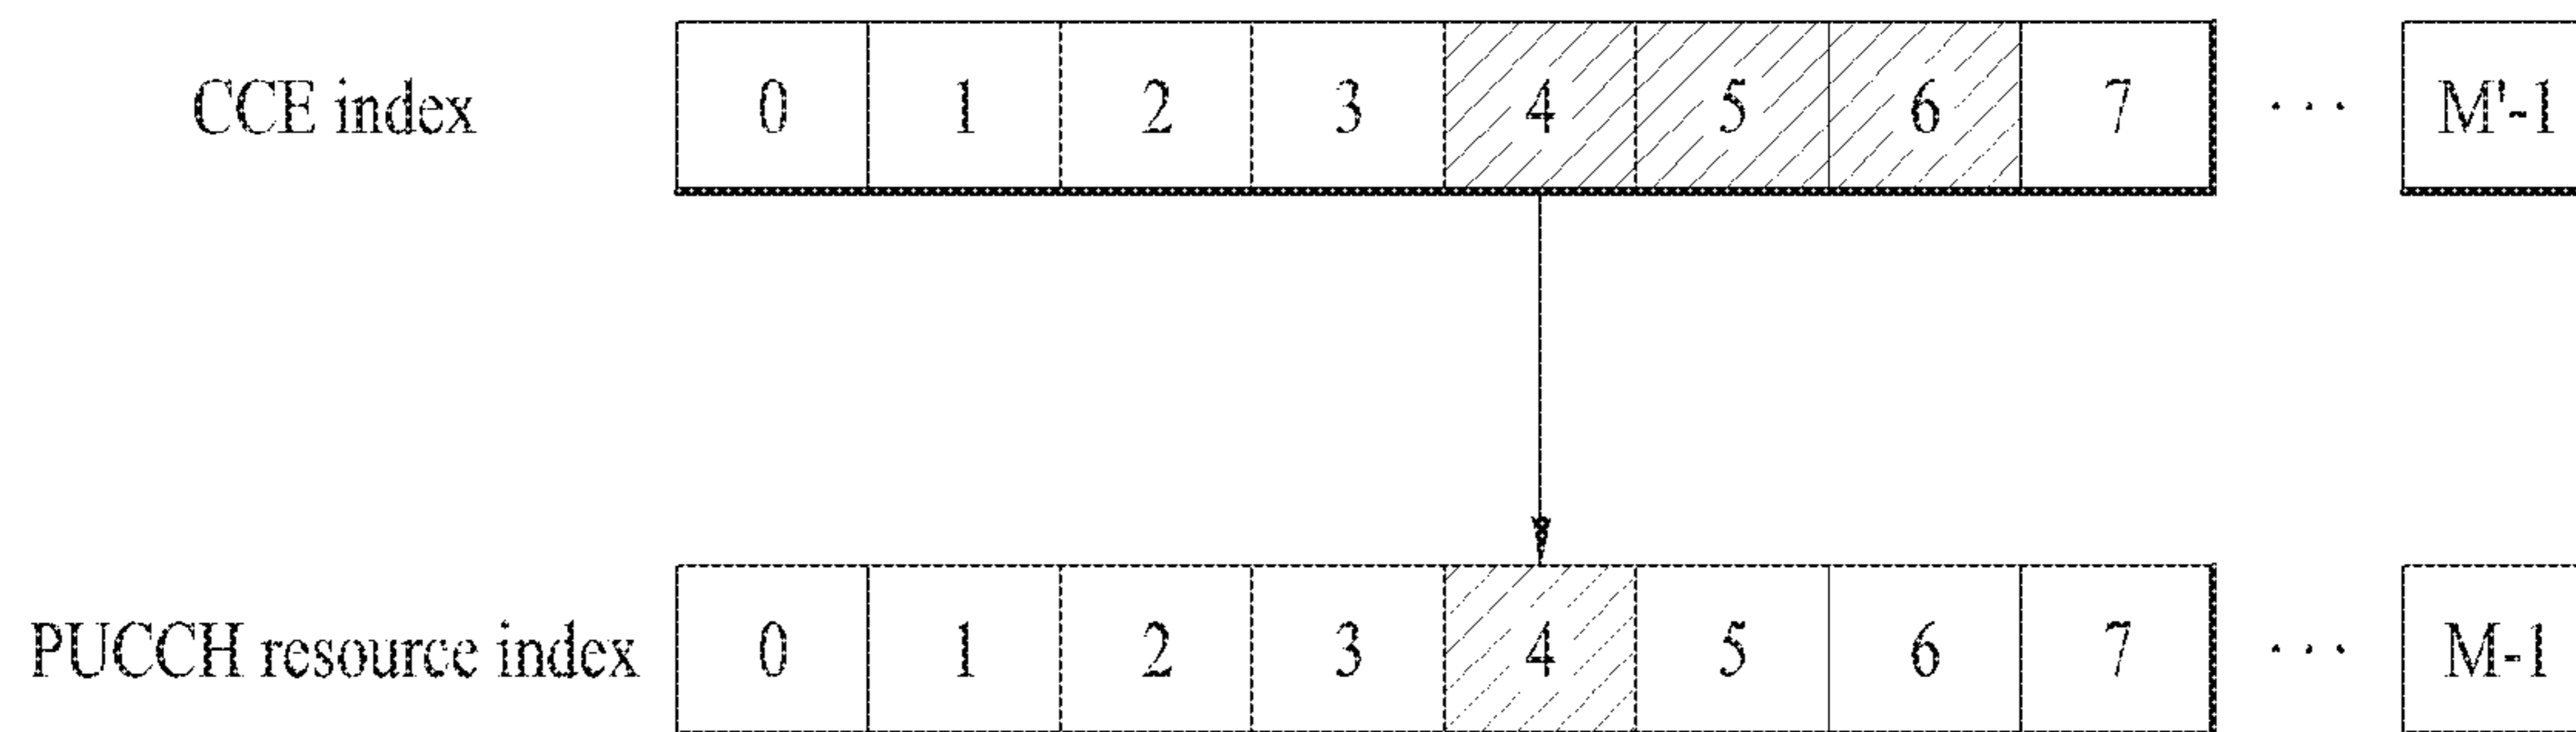 CCE index 0 1 2 3 4 5 6 7 ... M'-1
PUCCH resource index 0 1 2 3 4 5 6 7 ... M-1